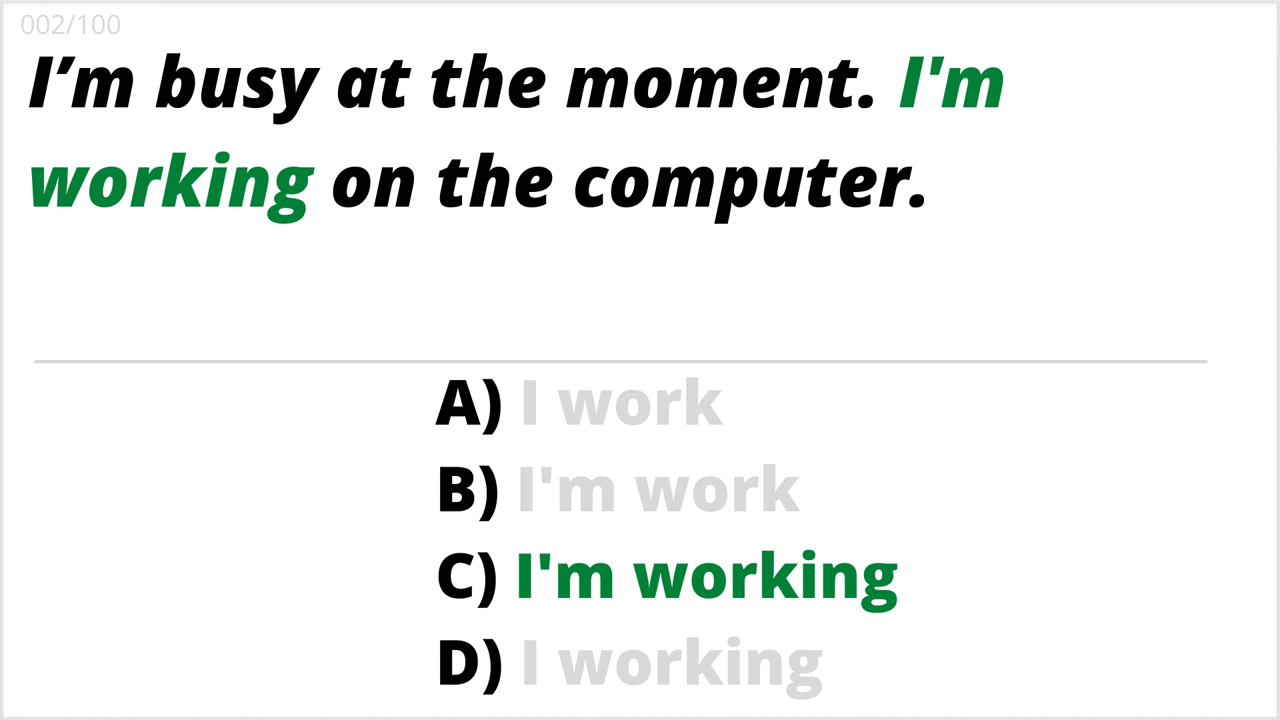 002/100
I’m busy at the moment. I'm
working on the computer.
A) I work
B) I'm work
C) I'm working
D) I working